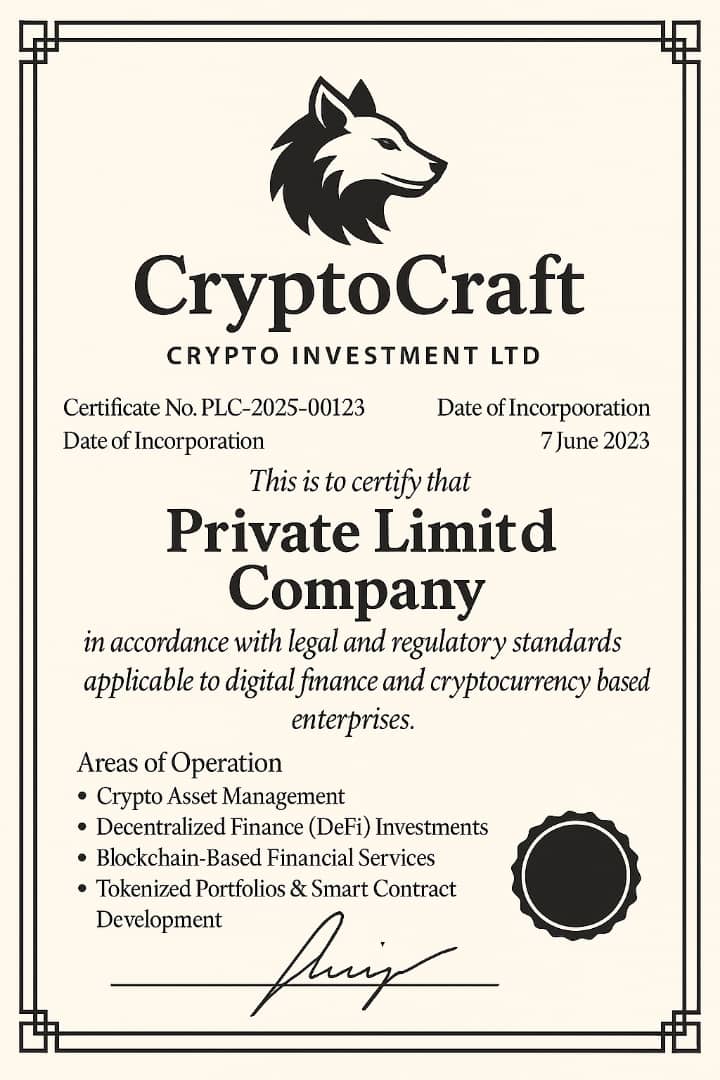 CryptoCraft
CRYPTO INVESTMENT LTD
Certificate No. PLC-2025-00123
Date of Incorpooration
Date of Incorporation
7 June 2023
This is to certify that
Private Limitd
Company
in accordance with legal and regulatory standards
applicable to digital finance and cryptocurrency based
enterprises.
Areas of Operation
• Crypto Asset Management
• Decentralized Finance (DeFi) Investments
• Blockchain-Based Financial Services
• Tokenized Portfolios & Smart Contract
Development